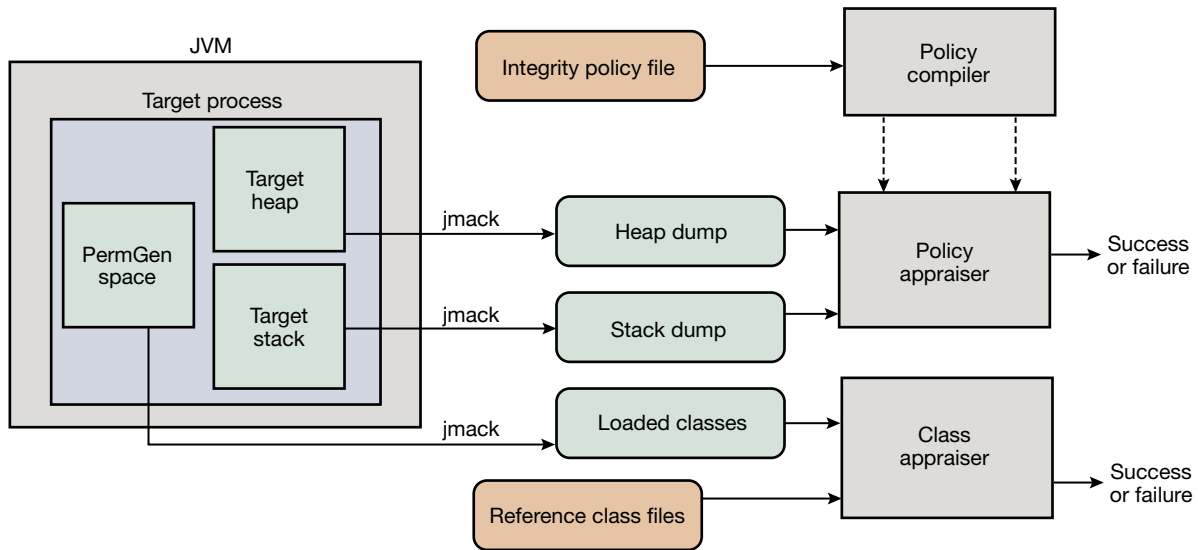 JVM
Target process
Target
heap
PermGen
space
Target
stack
Integrity policy file
Policy
compiler
jmack
Heap dump
Policy
appraiser
Success
or failure
jmack
Stack dump
jmack
Loaded classes
Class
appraiser
Reference class files
Success
or failure